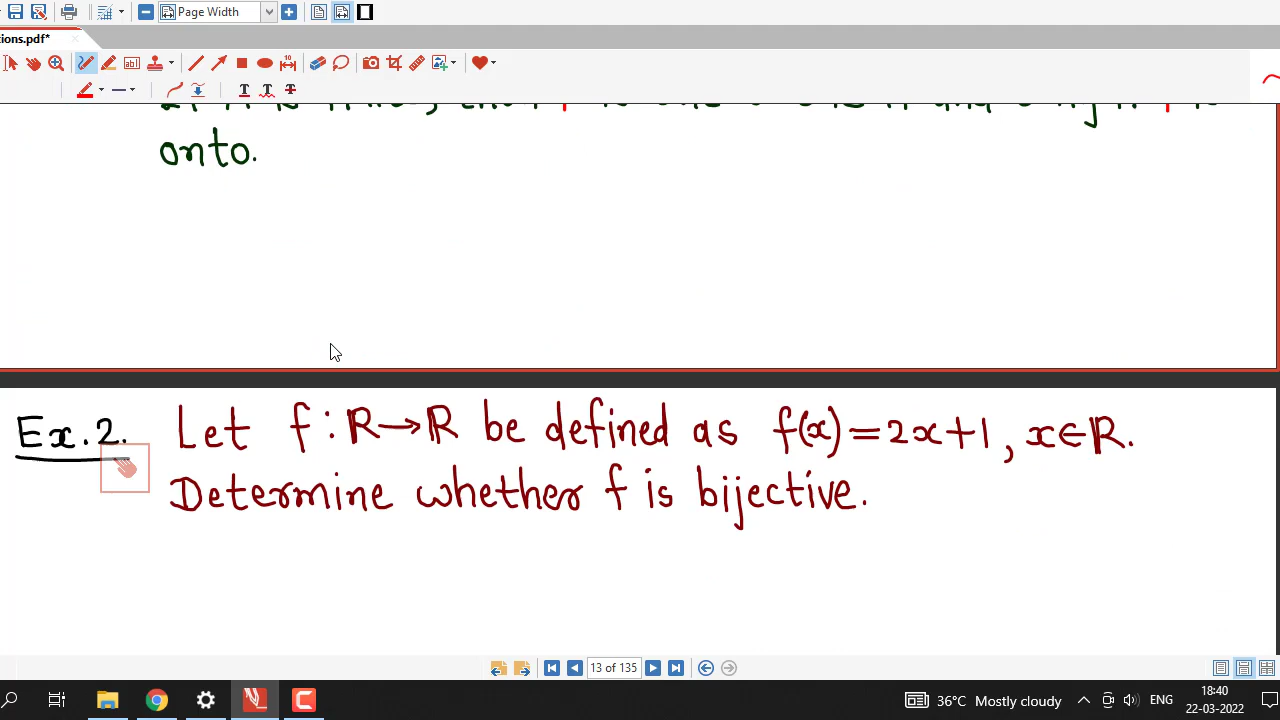 Page Width
ions.pdf*
10
onto.
Ex.2. Let f : ℝ→ℝ be defined as f(x)=2x+1, x∈ℝ.
Determine whether f is bijective.
13 of 135
36°C Mostly cloudy ENG 18:40
22-03-2022